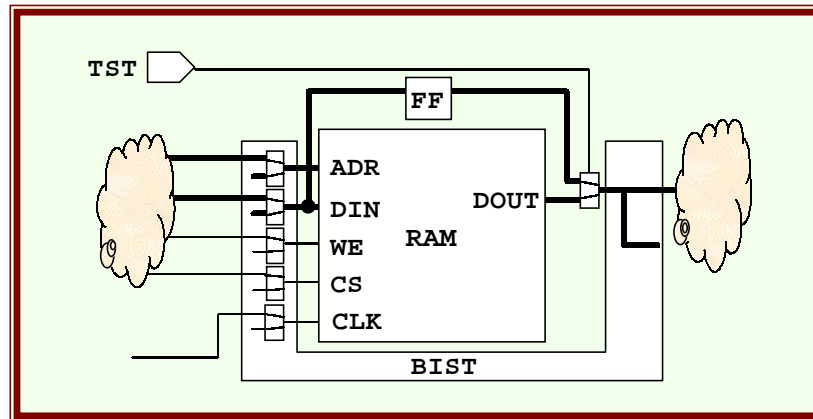 TST
FF
ADR
DIN
DOUT
RAM
WE
CS
CLK
BIST